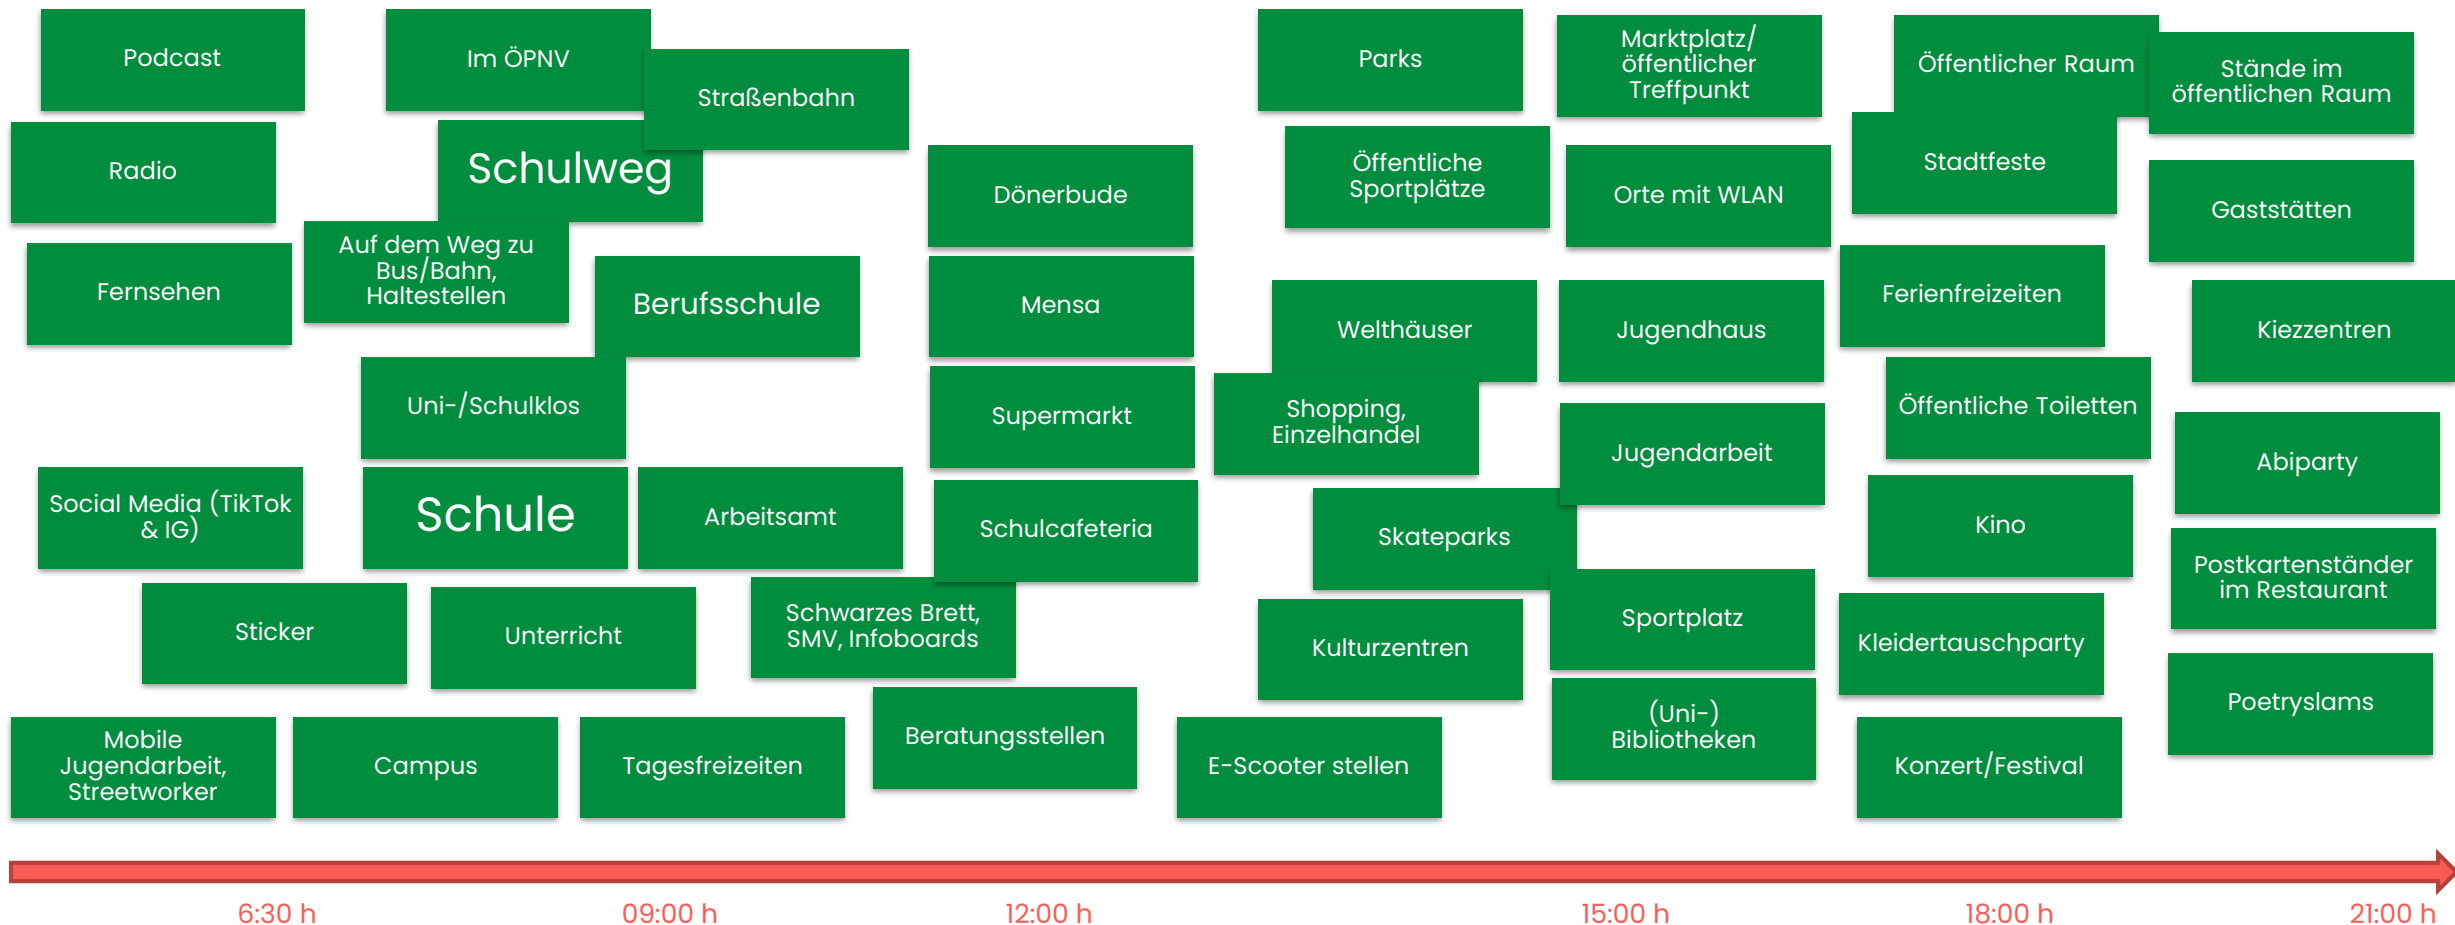 Podcast
Im ÖPNV
Straßenbahn
Radio
Schulweg
Auf dem Weg zu
Bus/Bahn,
Haltestellen
Fernsehen
Berufsschule
Uni-/Schulklos
Social Media (TikTok
& IG)
Schule
Arbeitsamt
Sticker
Unterricht
Schwarzes Brett,
SMV, Infoboards
Mobile
Jugendarbeit,
Streetworker
Campus
Tagesfreizeiten
Beratungsstellen
Dönerbude
Mensa
Supermarkt
Schulcafeteria
Parks
Öffentliche
Sportplätze
Welthäuser
Shopping,
Einzelhandel
Skateparks
Kulturzentren
E-Scooter stellen
Marktplatz/
öffentlicher
Treffpunkt
Orte mit WLAN
Jugendhaus
Jugendarbeit
Sportplatz
(Uni-)
Bibliotheken
Öffentlicher Raum
Stadtfeste
Ferienfreizeiten
Öffentliche Toiletten
Kino
Kleidertauschparty
Konzert/Festival
Stände im
öffentlichen Raum
Gaststätten
Kiezzentren
Abiparty
Postkartenständer
im Restaurant
Poetryslams
6:30 h
09:00 h
12:00 h
15:00 h
18:00 h
21:00 h